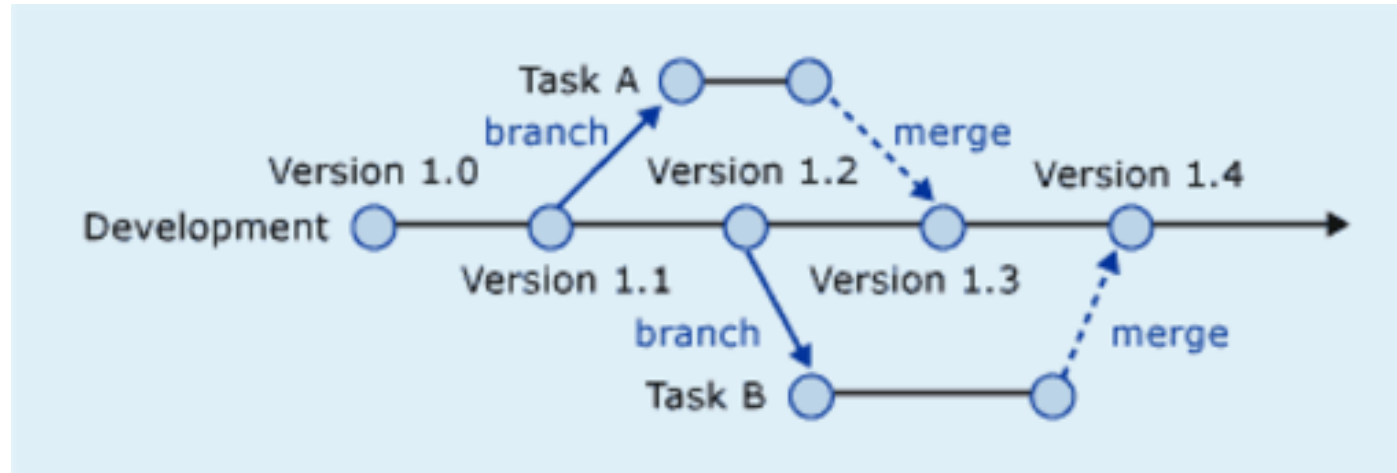 Task A
branch
merge
Version 1.0
Version 1.2
Version 1.4
Development
Version 1.1
Version 1.3
branch
merge
Task B